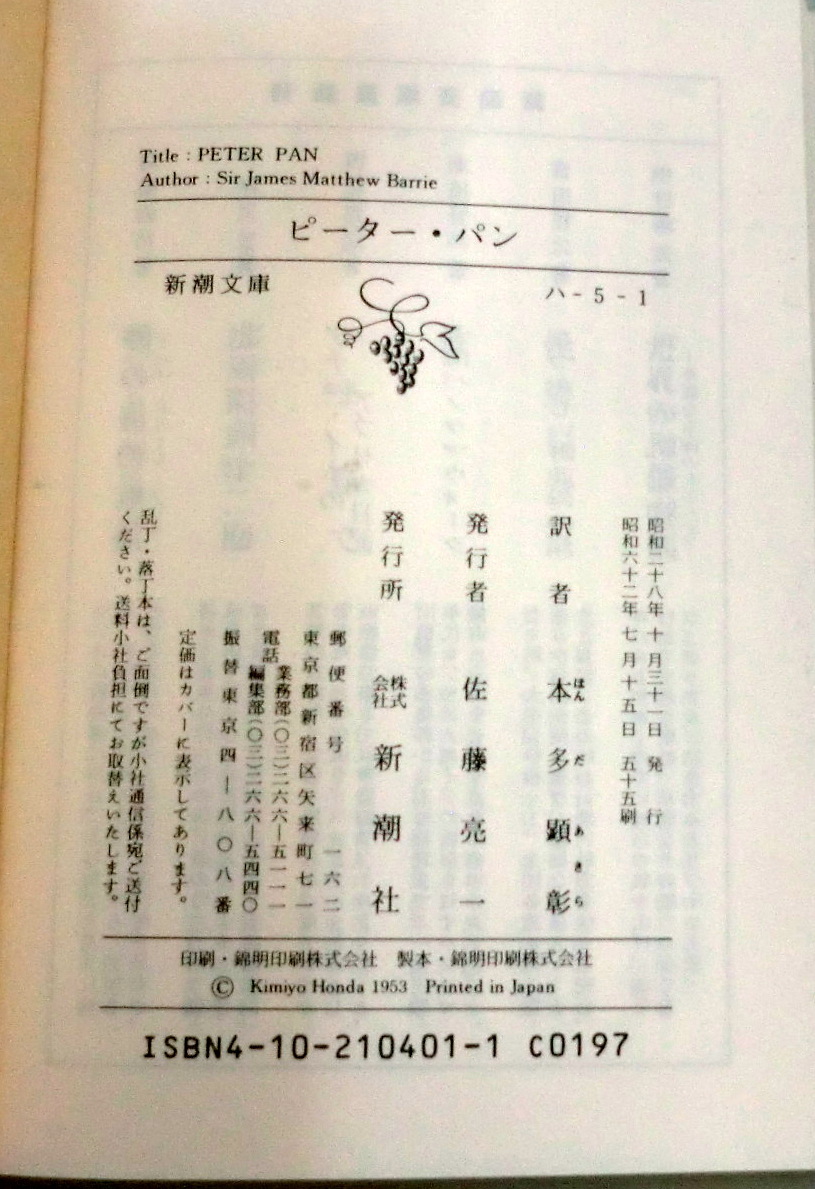 Title : PETER PAN
Author : Sir James Matthew Barrie
ピーター・パン
新潮文庫
ハ-5-1
昭和二十八年十月三十一日発行
昭和六十二年七月十五日五十五刷
訳者 本多顕彰
ほんだあきら
発行者 佐藤亮一
発行所 株式会社 新潮社
郵便番号 一六二
東京都新宿区矢来町七一
電話 業務部(〇三)二六六―五一一一
編集部(〇三)二六六―五四四〇
振替東京四―八〇八番
定価はカバーに表示してあります。
乱丁・落丁本は、ご面倒ですが小社通信係宛ご送付
ください。送料小社負担にてお取替えいたします。
印刷・錦明印刷株式会社 製本・錦明印刷株式会社
© Kimiyo Honda 1953 Printed in Japan
ISBN4-10-210401-1 C0197